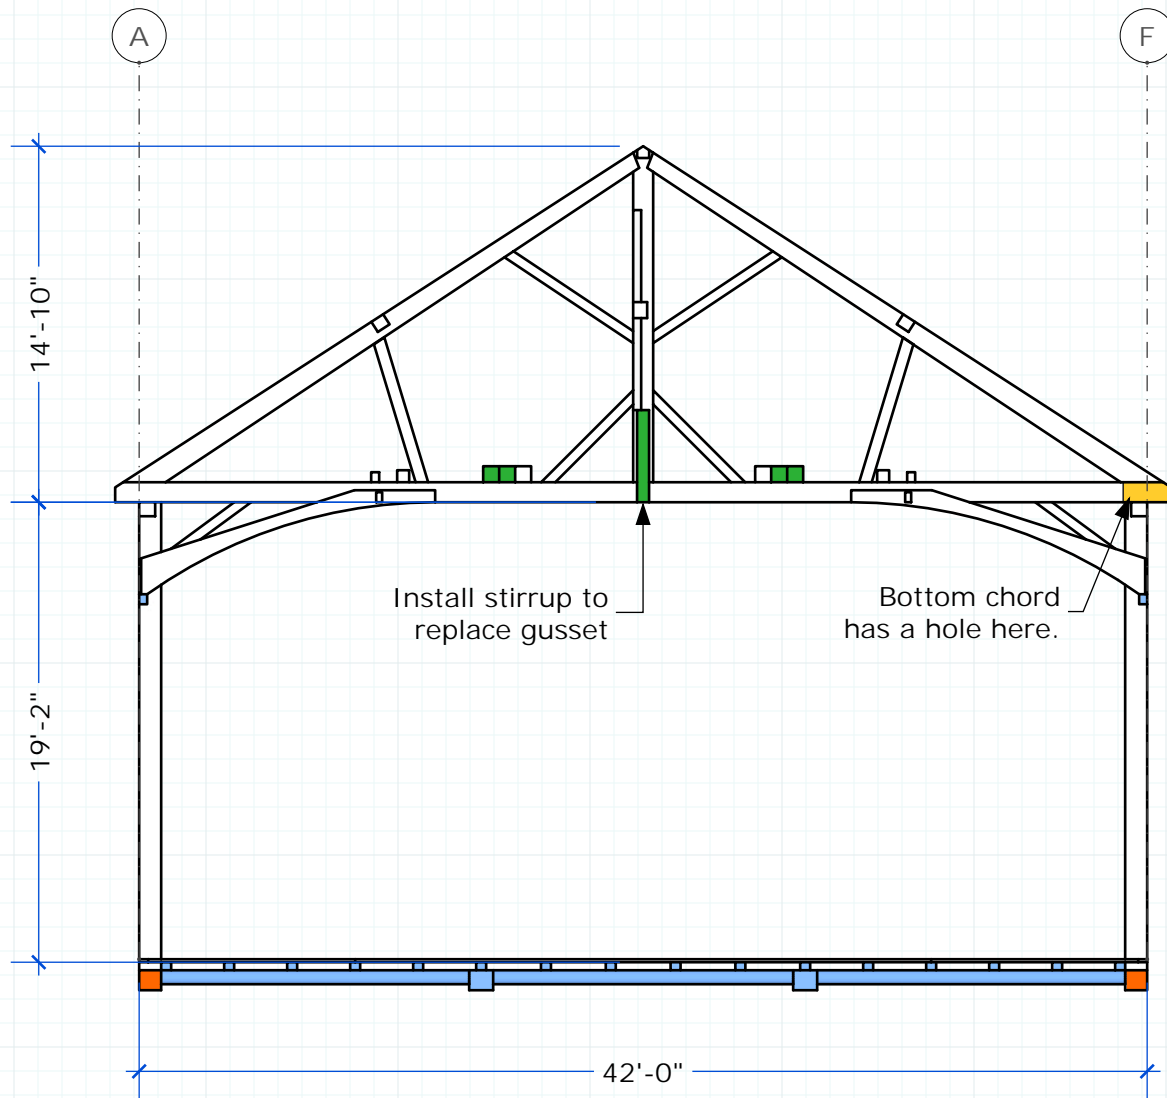 A
F
14'-10"
Install stirrup to
replace gusset
Bottom chord
has a hole here.
19'-2"
42'-0"